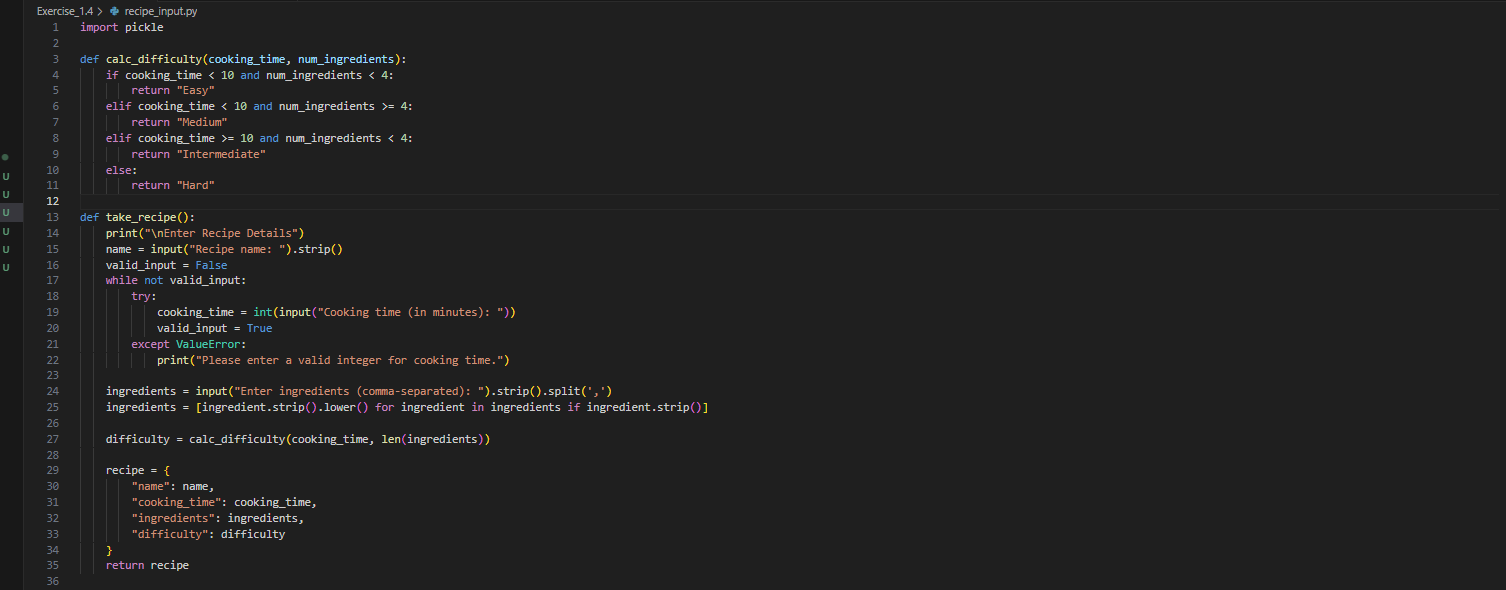 Exercise_1.4 > recipe_input.py
1 import pickle
2
3 def calc_difficulty(cooking_time, num_ingredients):
4     if cooking_time < 10 and num_ingredients < 4:
5         return "Easy"
6     elif cooking_time < 10 and num_ingredients >= 4:
7         return "Medium"
8     elif cooking_time >= 10 and num_ingredients < 4:
9         return "Intermediate"
10     else:
11         return "Hard"
12
13 def take_recipe():
14     print("\nEnter Recipe Details")
15     name = input("Recipe name: ").strip()
16     valid_input = False
17     while not valid_input:
18         try:
19             cooking_time = int(input("Cooking time (in minutes): "))
20             valid_input = True
21         except ValueError:
22             print("Please enter a valid integer for cooking time.")
23
24     ingredients = input("Enter ingredients (comma-separated): ").strip().split(',')
25     ingredients = [ingredient.strip().lower() for ingredient in ingredients if ingredient.strip()]
26
27     difficulty = calc_difficulty(cooking_time, len(ingredients))
28
29     recipe = {
30         "name": name,
31         "cooking_time": cooking_time,
32         "ingredients": ingredients,
33         "difficulty": difficulty
34     }
35     return recipe
36
U
U
U
U
U
U